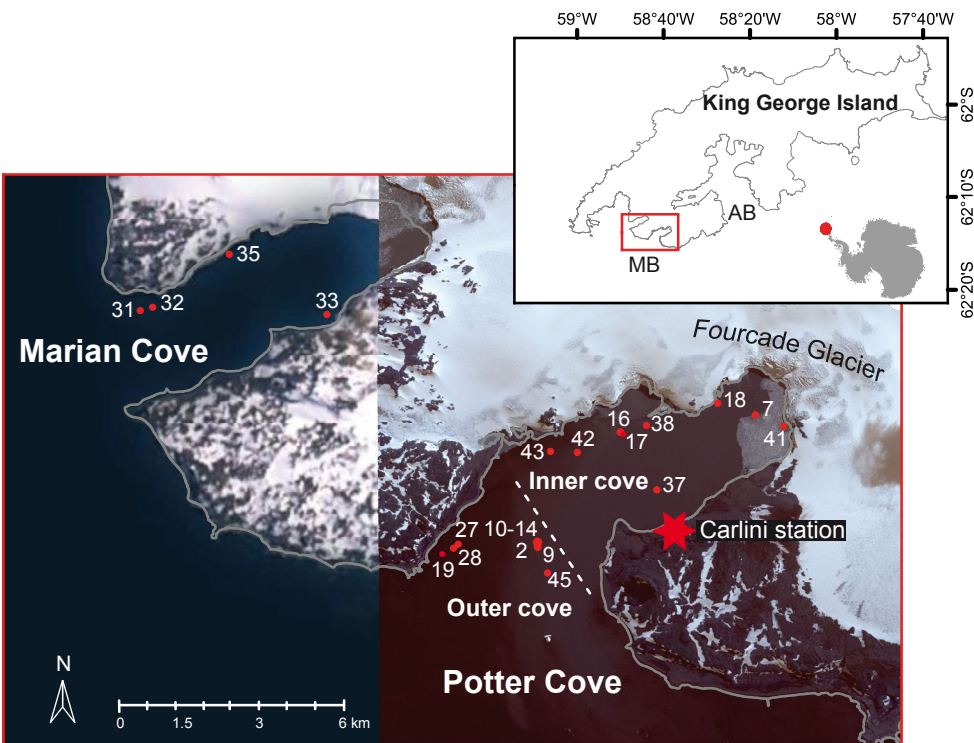 59°W 58°40'W 58°20'W 58°W 57°40'W
King George Island
62°S
62°10'S
62°20'S
AB
MB
35
31 32
33
Marian Cove
Fourcade Glacier
18 7
16 38
17 41
43 42
Inner cove
37
10-14
27
2 9
28
19
45
Carlini station
Outer cove
Potter Cove
N
0 1.5 3 6 km